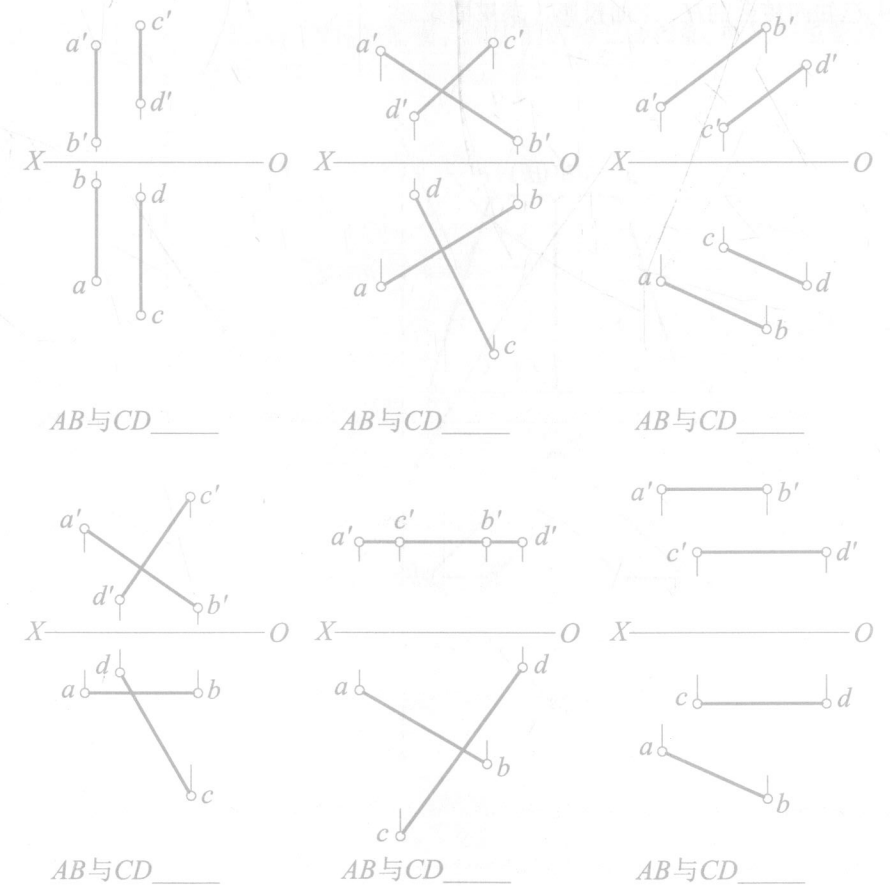 a' c' a' c' b' d'
b' d' d' b' a' c'
X O X O X O
b d d b c d
a c a c a b
AB与CD_____ AB与CD_____ AB与CD_____
a' c' a' c' b' d' a' b'
d' b' c' d'
X O X O X O
d a b a d c d
c b c a b
AB与CD_____ AB与CD_____ AB与CD_____